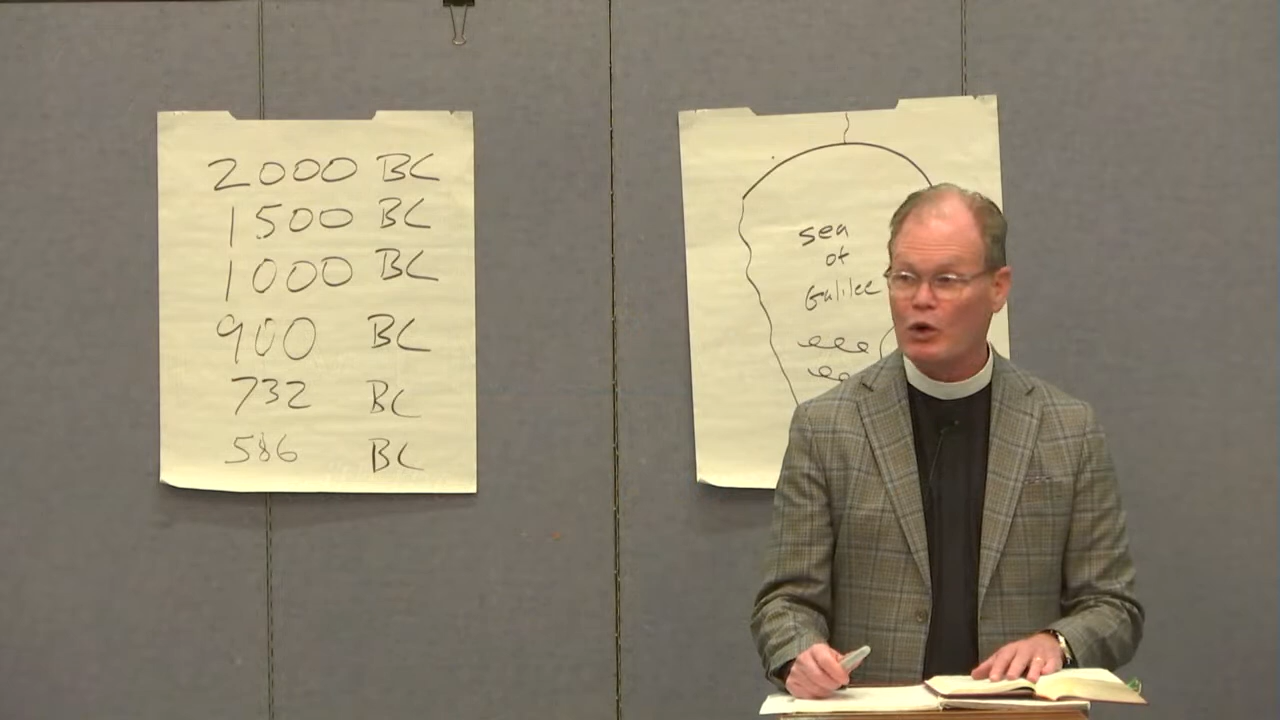 2000 BC
1500 BC
1000 BC
900 BC
732 BC
586 BC
sea
of
Galilee